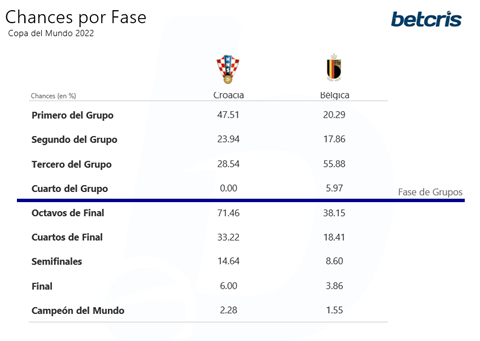 Chances por Fase
betcris
Copa del Mundo 2022
Chances (en %) Croacia Bélgica
Primero del Grupo 47.51 20.29
Segundo del Grupo 23.94 17.86
Tercero del Grupo 28.54 55.88
Cuarto del Grupo 0.00 5.97
Fase de Grupos
Octavos de Final 71.46 38.15
Cuartos de Final 33.22 18.41
Semifinales 14.64 8.60
Final 6.00 3.86
Campeón del Mundo 2.28 1.55